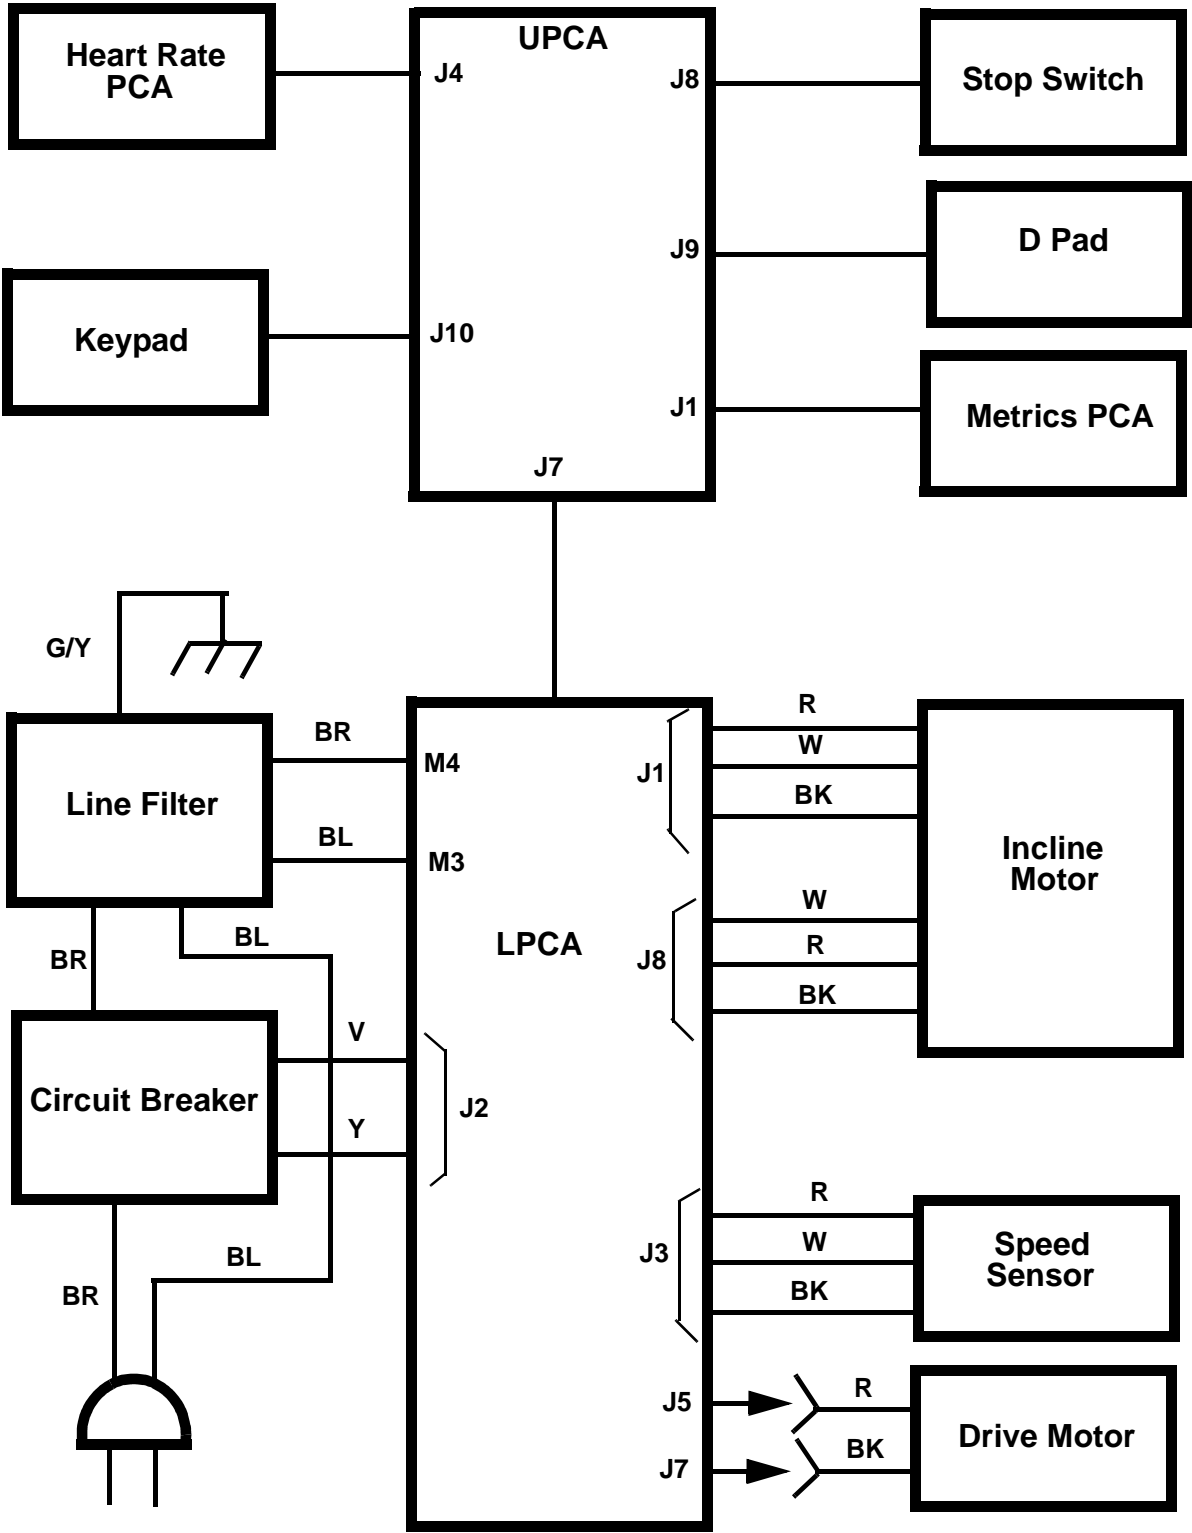 UPCA
Heart Rate
PCA
J4
J8
Stop Switch
J9
D Pad
Keypad
J10
J1
Metrics PCA
J7
G/Y
BR
M4
Line Filter
BL
M3
J1
R
W
BK
Incline
Motor
LPCA
J8
W
R
BK
BR
BL
V
Circuit Breaker
J2
Y
BL
BR
J3
R
W
BK
Speed
Sensor
J5
R
J7
BK
Drive Motor